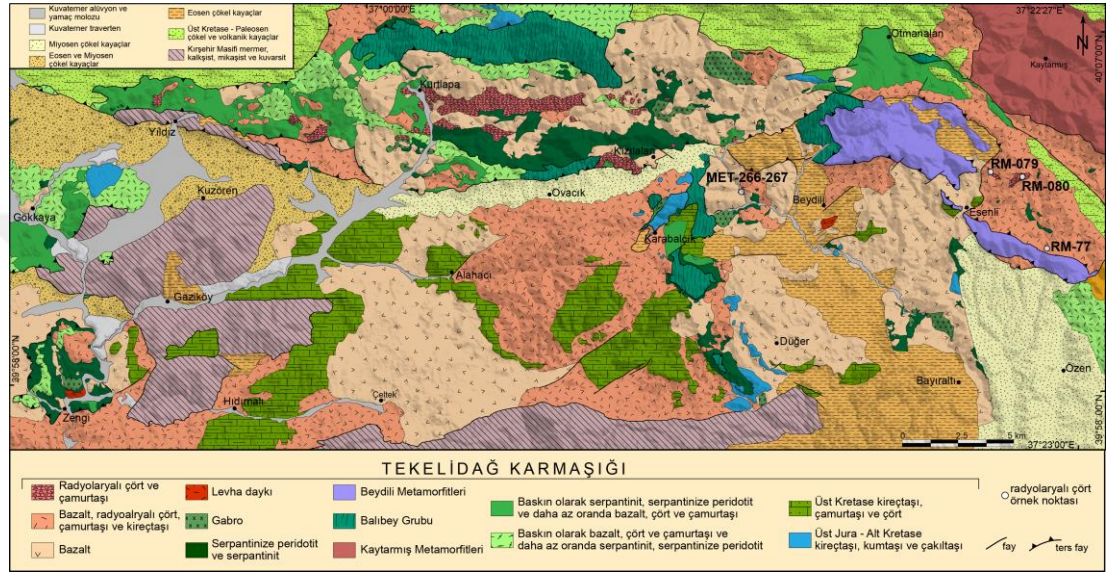 Kuvaterner alüvyon ve
yamaç molozu
Kuvaterner traverten
Miyosen çökel kayaçlar
Eosen ve Miyosen
çökel kayaçlar
Eosen çökel kayaçlar
Üst Kretase - Paleosen
çökel ve volkanik kayaçlar
Kırşehir Masifi mermer,
kalkşist, mikaşist ve kuvarsit
37°00'00"E
37°22'27"E
40°07'00"N
N
Otmanalan
Kaytarmış
Kurtlapa
Yıldız
Kızılalan
RM-079
MET-266-267
RM-080
Kuzören
Ovacık
Beydili
Esenli
Gökkaya
Karabalçık
RM-77
Alahacı
Gaziköy
39°58'00"N
Düğer
Özen
Bayıraltı
Çeltek
Hıdırnalı
Zengi
39°58'00"N
0 2.5 5 km
37°23'00"E
TEKELİDAĞ KARMAŞIĞI
Radyolaryalı çört ve
çamurtaşı
Bazalt, radyoalryalı çört,
çamurtaşı ve kireçtaşı
Bazalt
Levha daykı
Gabro
Serpantinize peridotit
ve serpantinit
Beydili Metamorfitleri
Balıbey Grubu
Kaytarmış Metamorfitleri
Baskın olarak serpantinit, serpantinize peridotit
ve daha az oranda bazalt, çört ve çamurtaşı
Baskın olarak bazalt, çört ve çamurtaşı ve
daha az oranda serpantinit, serpantinize peridotit
Üst Kretase kireçtaşı,
çamurtaşı ve çört
Üst Jura - Alt Kretase
kireçtaşı, kumtaşı ve çakıltaşı
radyolaryalı çört
örnek noktası
fay
ters fay